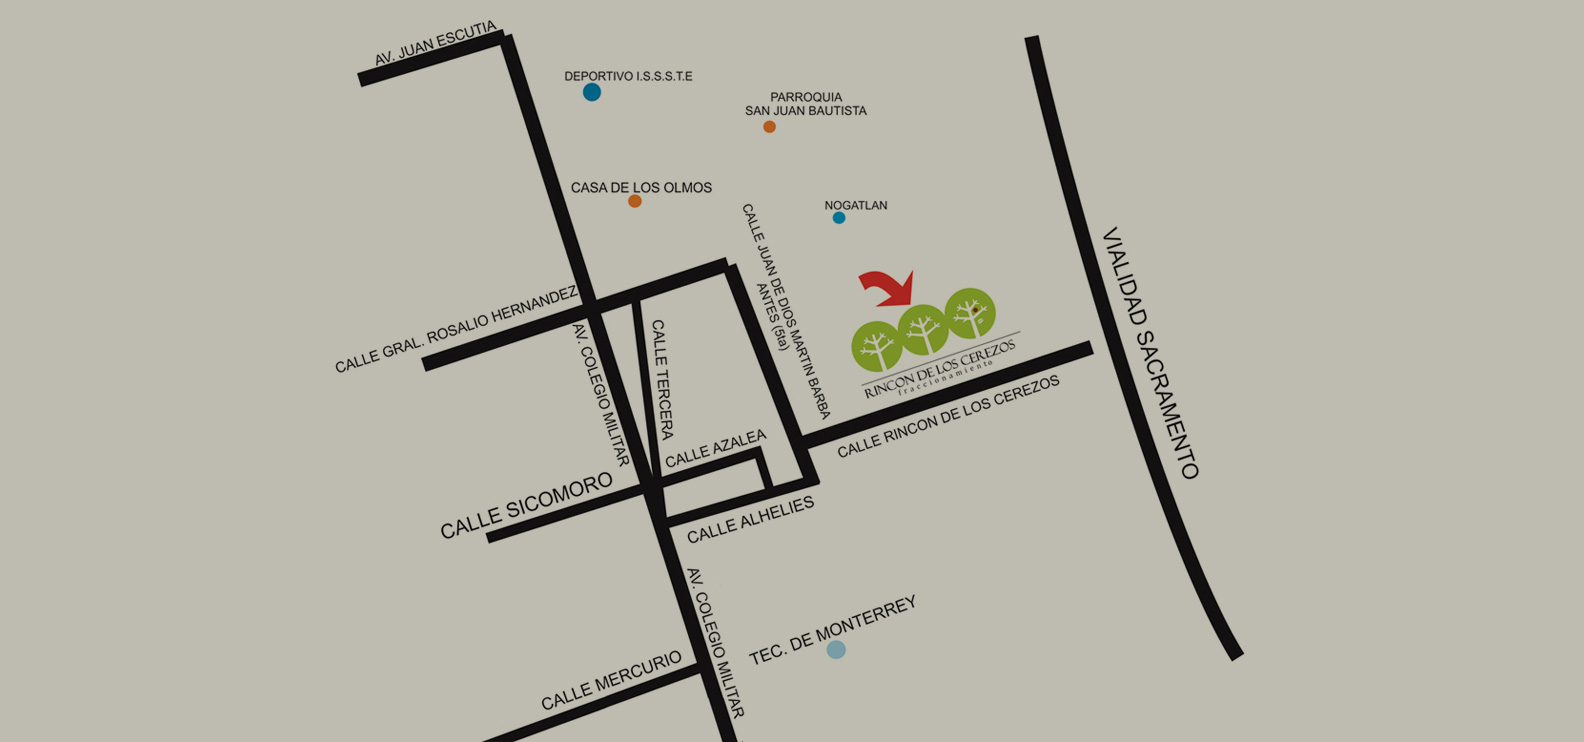 AV. JUAN ESCUTIA
DEPORTIVO I.S.S.S.T.E
PARROQUIA
SAN JUAN BAUTISTA
CASA DE LOS OLMOS
NOGATLAN
CALLE JUAN DE DIOS MARTIN BARBA
ANTES (5ta)
VIALIDAD SACRAMENTO
CALLE GRAL. ROSALIO HERNANDEZ
AV. COLEGIO MILITAR
CALLE TERCERA
RINCON DE LOS CEREZOS
fraccionamiento
CALLE RINCON DE LOS CEREZOS
CALLE AZALEA
CALLE SICOMORO
CALLE ALHELIES
AV. COLEGIO MILITAR
TEC. DE MONTERREY
CALLE MERCURIO